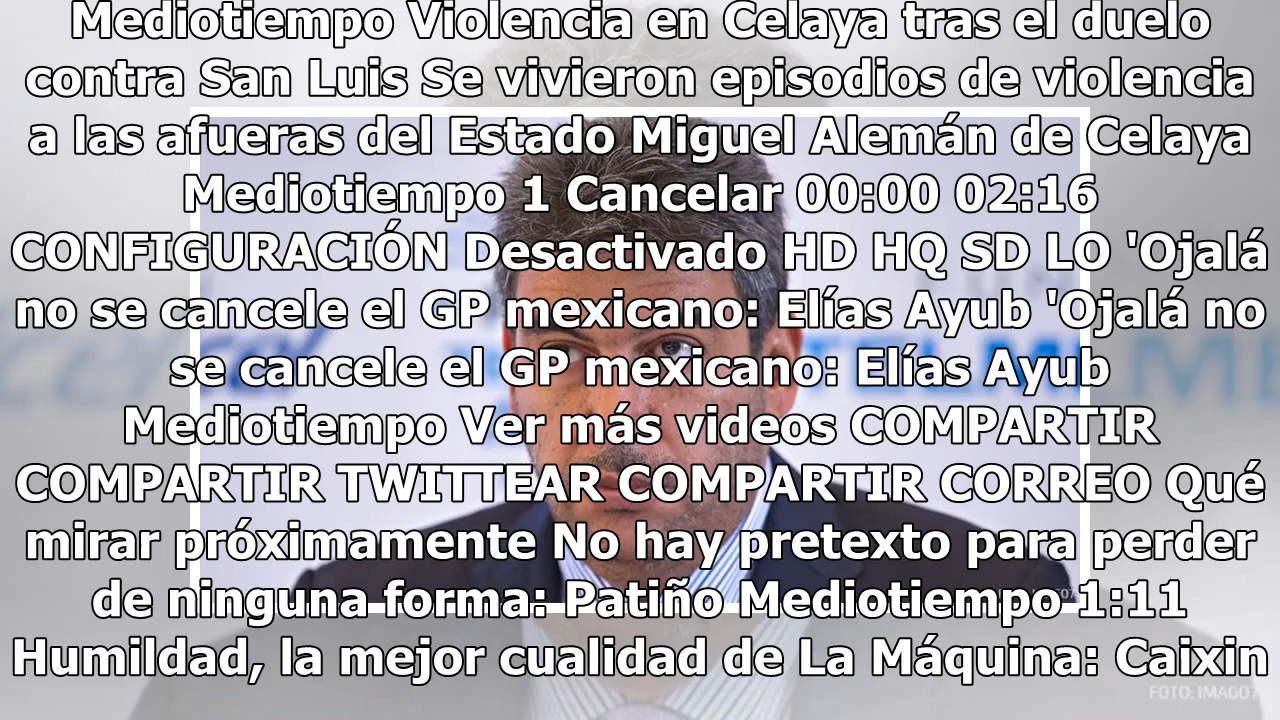 Mediotiempo Violencia en Celaya tras el duelo
contra San Luis Se vivieron episodios de violencia
a las afueras del Estado Miguel Alemán de Celaya
Mediotiempo 1 Cancelar 00:00 02:16
CONFIGURACIÓN Desactivado HD HQ SD LO 'Ojalá
no se cancele el GP mexicano: Elías Ayub 'Ojalá no
se cancele el GP mexicano: Elías Ayub
Mediotiempo Ver más videos COMPARTIR
COMPARTIR TWITTEAR COMPARTIR CORREO Qué
mirar próximamente No hay pretexto para perder
de ninguna forma: Patiño Mediotiempo 1:11
Humildad, la mejor cualidad de La Máquina: Caixin
FOTO: IMAGO7